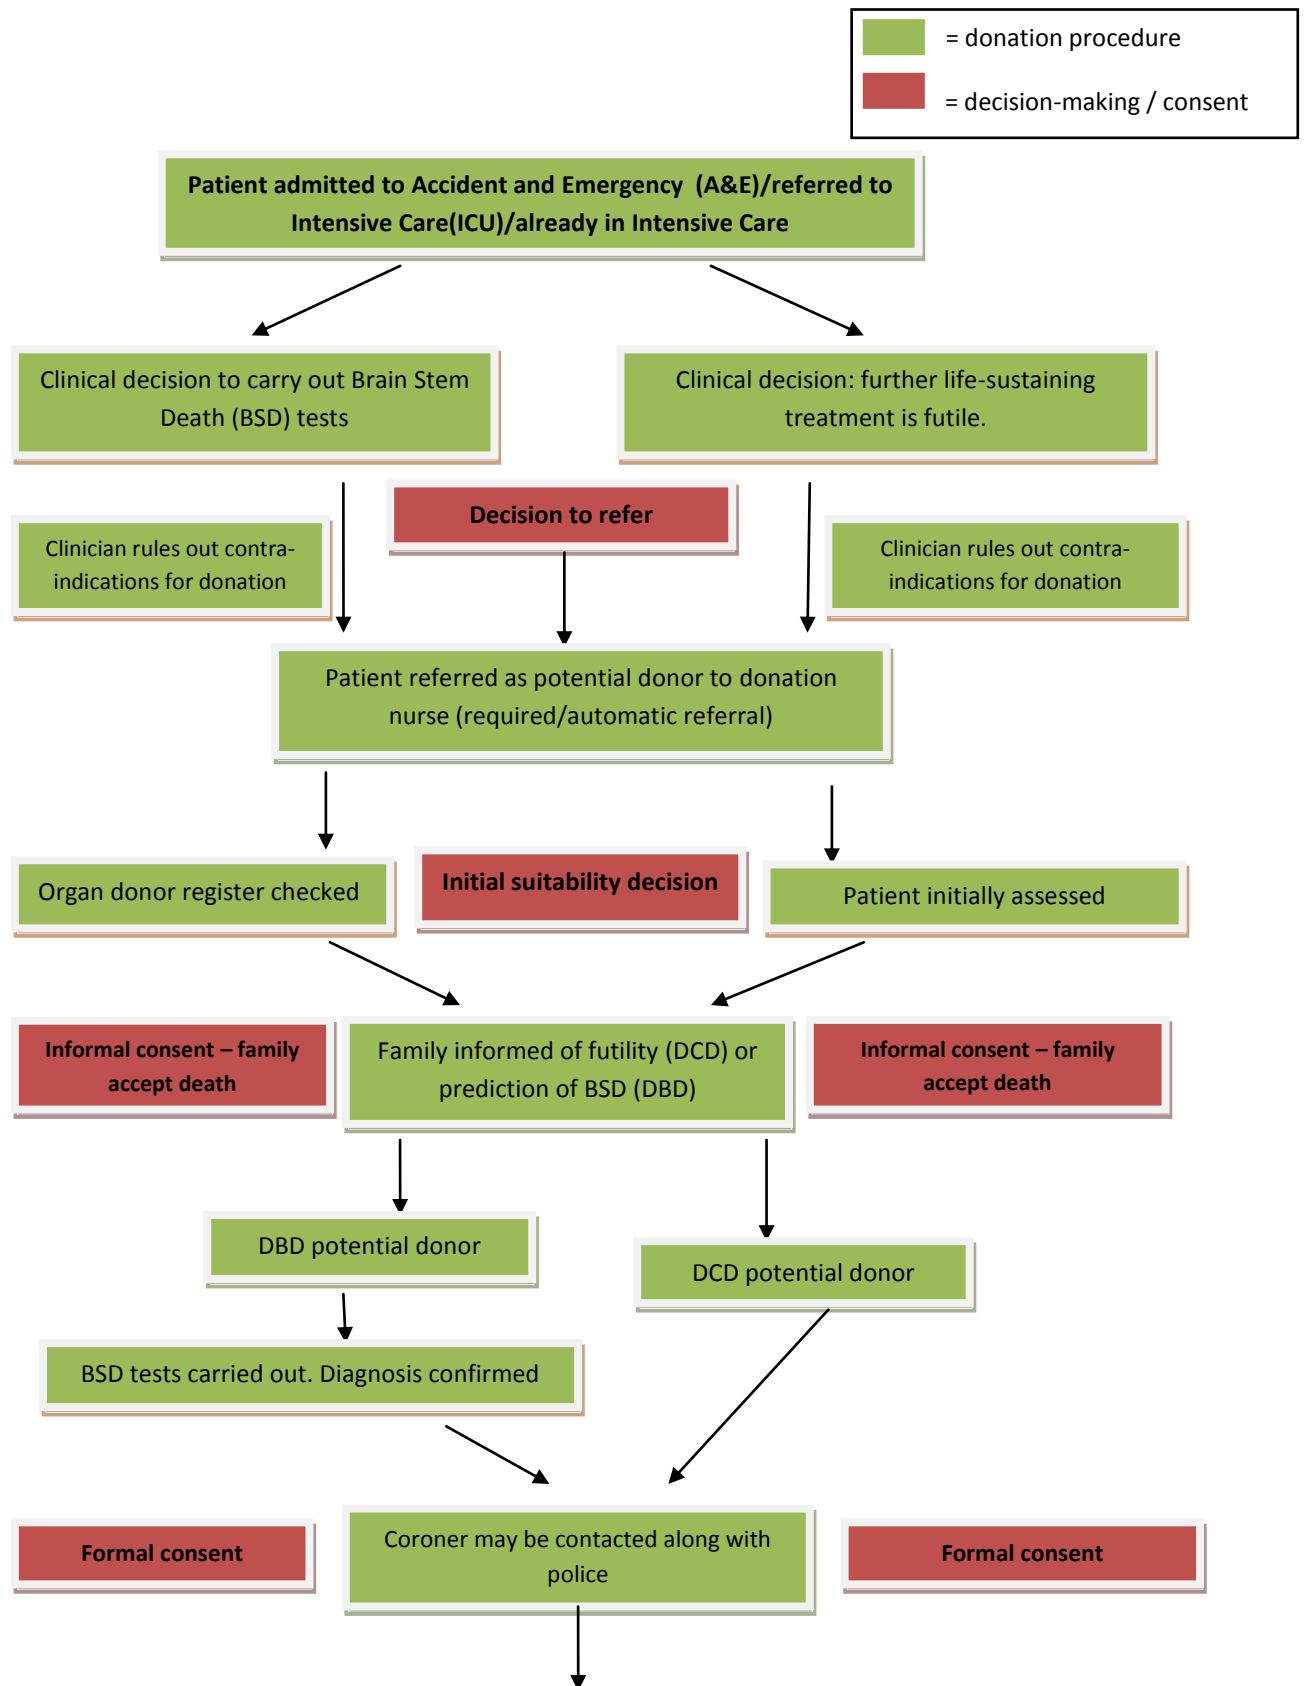 = donation procedure
= decision-making / consent
Patient admitted to Accident and Emergency (A&E)/referred to
Intensive Care(ICU)/already in Intensive Care
Clinical decision to carry out Brain Stem
Death (BSD) tests
Clinical decision: further life-sustaining
treatment is futile.
Decision to refer
Clinician rules out contra-
indications for donation
Clinician rules out contra-
indications for donation
Patient referred as potential donor to donation
nurse (required/automatic referral)
Organ donor register checked
Initial suitability decision
Patient initially assessed
Informal consent – family
accept death
Family informed of futility (DCD) or
prediction of BSD (DBD)
Informal consent – family
accept death
DBD potential donor
DCD potential donor
BSD tests carried out. Diagnosis confirmed
Formal consent
Coroner may be contacted along with
police
Formal consent